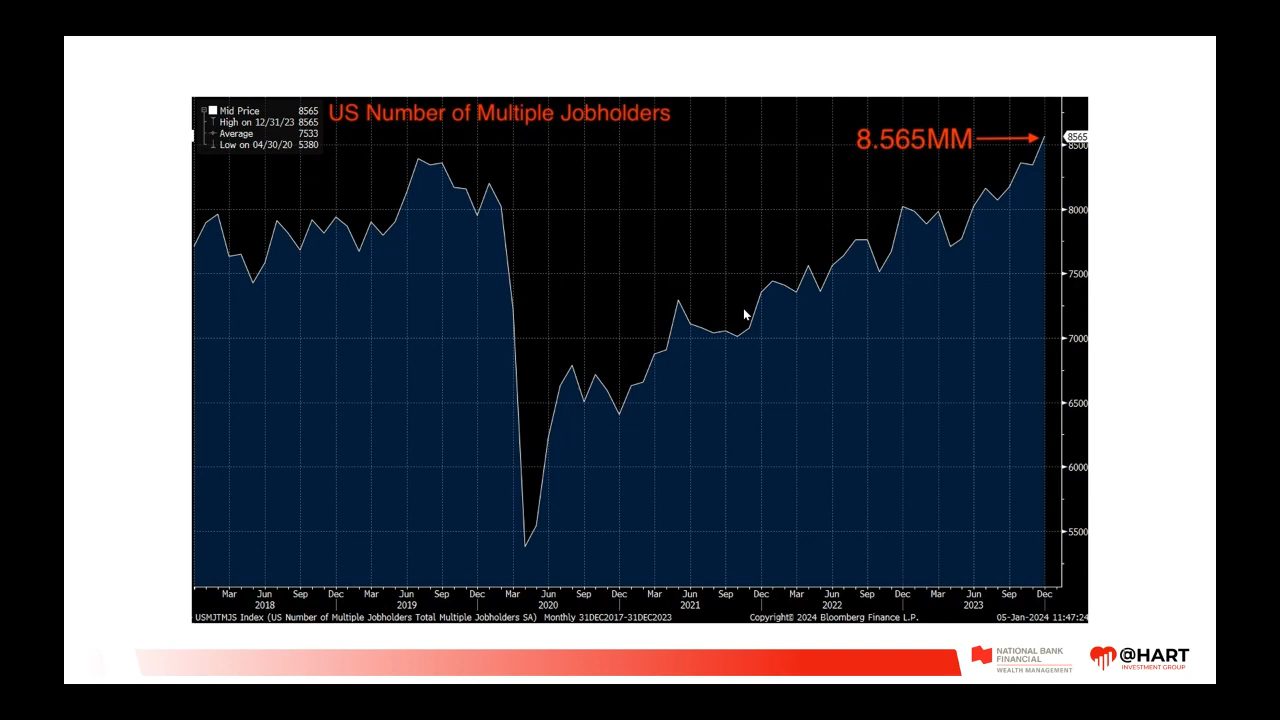 Mid Price 8565
High on 12/31/23 8565
Average 7533
Low on 04/30/20 5380
US Number of Multiple Jobholders
8.565MM
8565
8500
8000
7500
7000
6500
6000
5500
Mar Jun Sep Dec Mar Jun Sep Dec Mar Jun Sep Dec Mar Jun Sep Dec Mar Jun Sep Dec Mar Jun Sep Dec
2018 2019 2020 2021 2022 2023
USMJTMJS Index (US Number of Multiple Jobholders Total Multiple Jobholders SA) Monthly 31DEC2017-31DEC2023 Copyright© 2024 Bloomberg Finance L.P. 05-Jan-2024 11:47:24
NATIONAL BANK
FINANCIAL
WEALTH MANAGEMENT
@HART
INVESTMENT GROUP